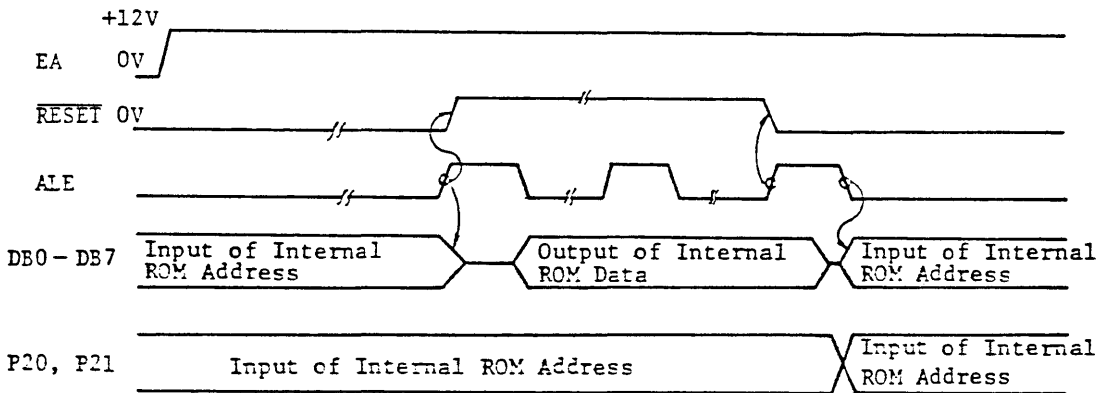 +12V
EA 0V
RESET 0V
ALE
DB0-DB7
Input of Internal
ROM Address
Output of Internal
ROM Data
Input of Internal
ROM Address
P20, P21
Input of Internal ROM Address
Input of Internal
ROM Address